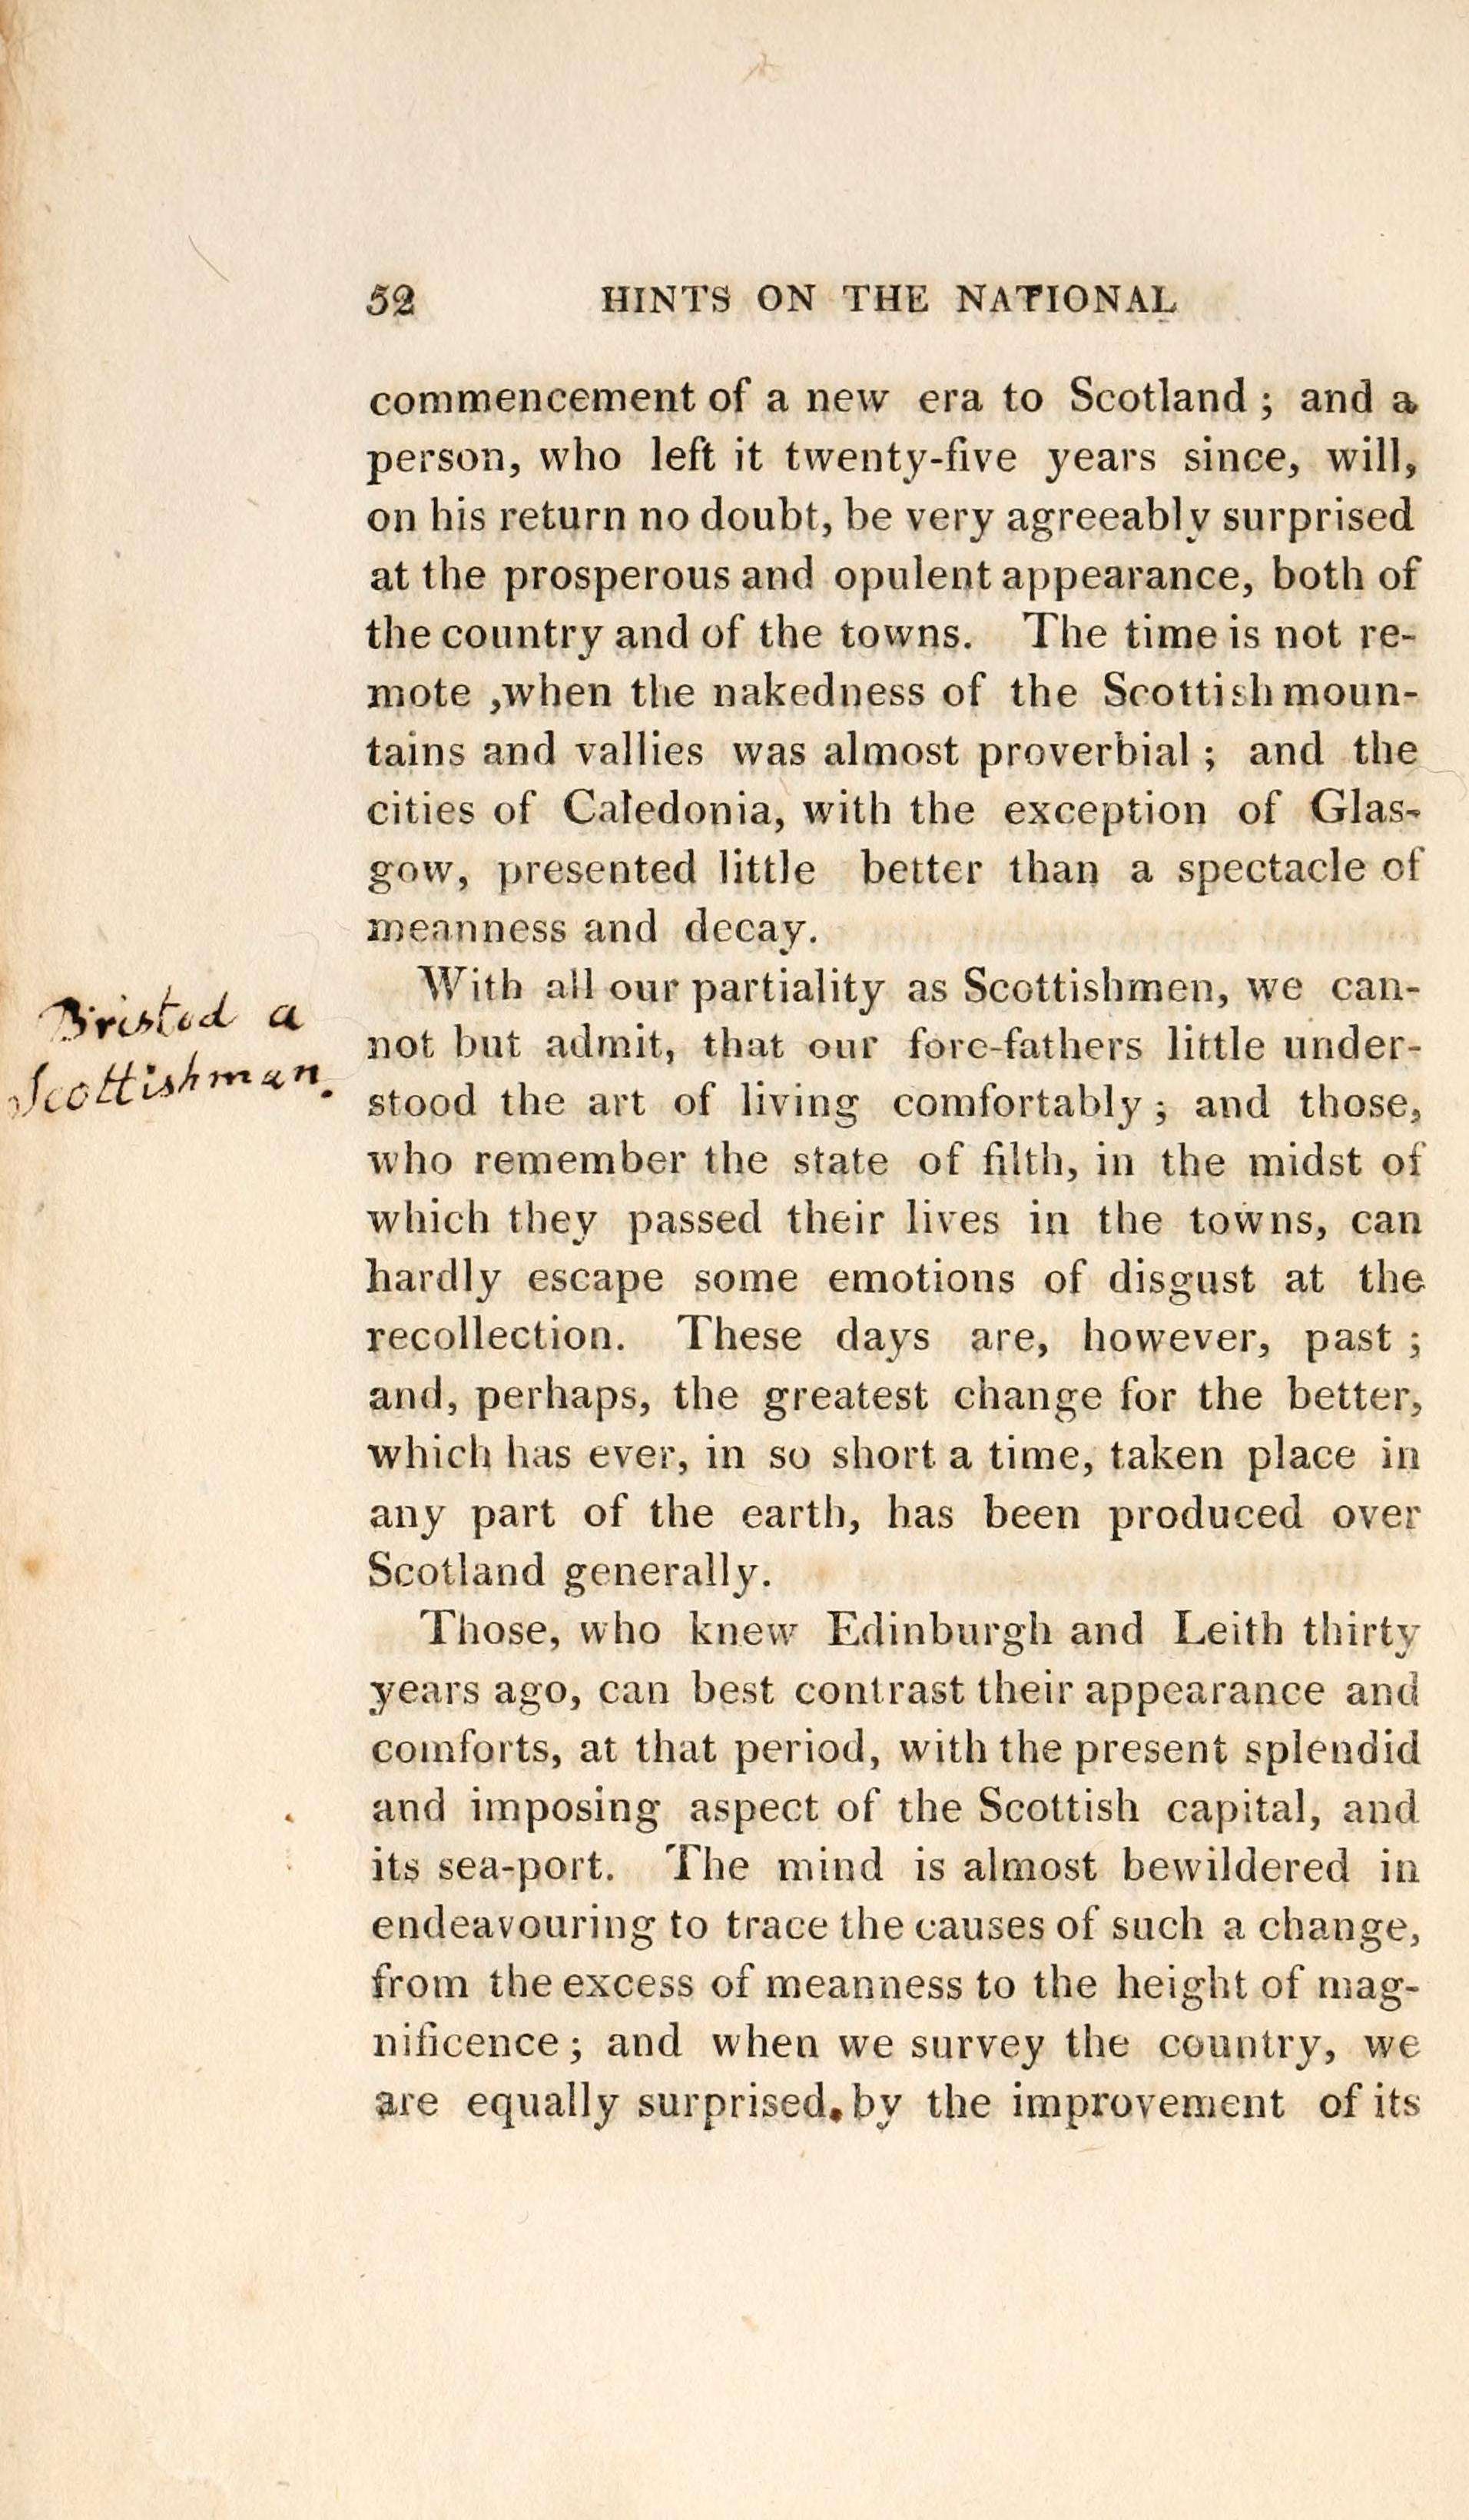 52 HINTS ON THE NATIONAL
commencement of a new era to Scotland ; and a
person, who left it twenty-five years since, will,
on his return no doubt, be very agreeably surprised
at the prosperous and opulent appearance, both of
the country and of the towns. The time is not re-
mote ,when the nakedness of the Scottish moun-
tains and vallies was almost proverbial ; and the
cities of Caledonia, with the exception of Glas-
gow, presented little better than a spectacle of
meanness and decay.
With all our partiality as Scottishmen, we can-
not but admit, that our fore-fathers little under-
stood the art of living comfortably ; and those,
who remember the state of filth, in the midst of
which they passed their lives in the towns, can
hardly escape some emotions of disgust at the
recollection. These days are, however, past ;
and, perhaps, the greatest change for the better,
which has ever, in so short a time, taken place in
any part of the earth, has been produced over
Scotland generally.
Those, who knew Edinburgh and Leith thirty
years ago, can best contrast their appearance and
comforts, at that period, with the present splendid
and imposing aspect of the Scottish capital, and
its sea-port. The mind is almost bewildered in
endeavouring to trace the causes of such a change,
from the excess of meanness to the height of mag-
nificence ; and when we survey the country, we
are equally surprised, by the improvement of its
Bristed a
Scottishman.